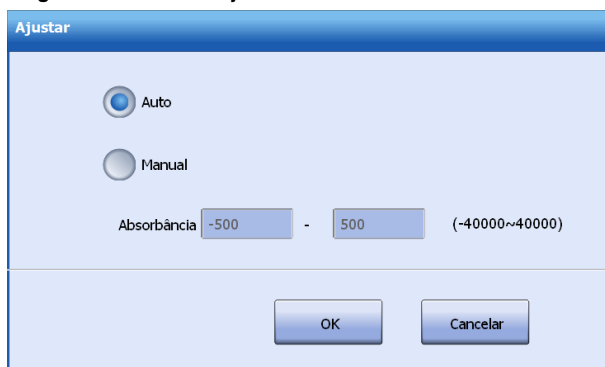 Ajustar
Auto
Manual
Absorbância -500 - 500 (-40000~40000)
OK Cancelar